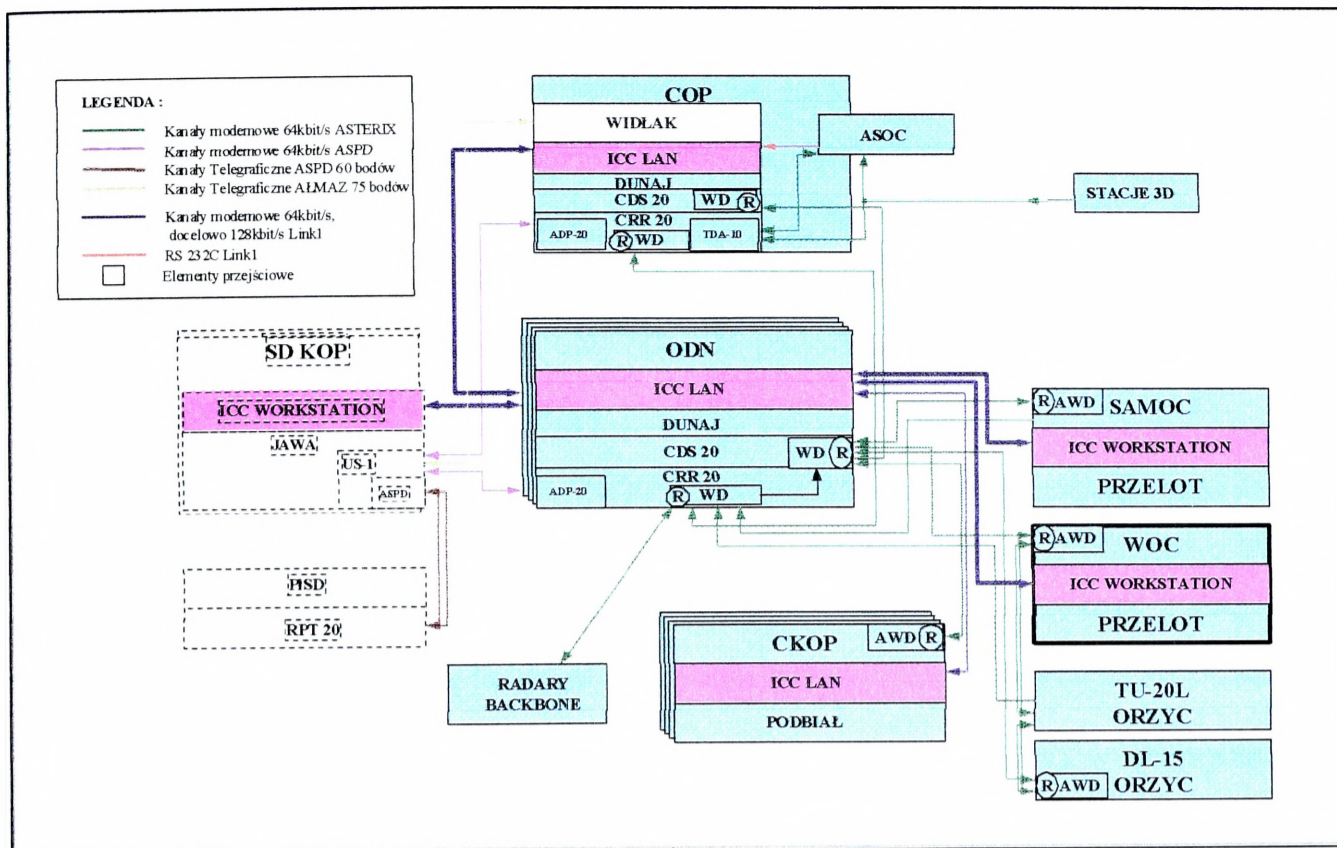 LEGENDA :
Kanały modemowe 64kbit/s ASTERIX
Kanały modemowe 64kbit/s ASPD
Kanały Telegraficzne ASPD 60 bodów
Kanały Telegraficzne AŁMAZ 75 bodów
Kanały modemowe 64kbit/s,
docelowo 128kbit/s Link1
RS 232C Link1
Elementy przejściowe
COP
WIDŁAK
ICC LAN
DUNAJ
CDS 20
WD
R
CRR 20
ADP-20
R
WD
TDA-10
ASOC
STACJE 3D
SD KOP
ICC WORKSTATION
JAWA
US-1
ASPD
PISD
RPT 20
ODN
ICC LAN
DUNAJ
CDS 20
WD
R
CRR 20
ADP-20
R
WD
RADARY
BACKBONE
CKOP
AWD
R
ICC LAN
PODBIAŁ
R
AWD
SAMOC
ICC WORKSTATION
PRZELOT
R
AWD
WOC
ICC WORKSTATION
PRZELOT
TU-20L
ORZYC
DL-15
R
AWD
ORZYC